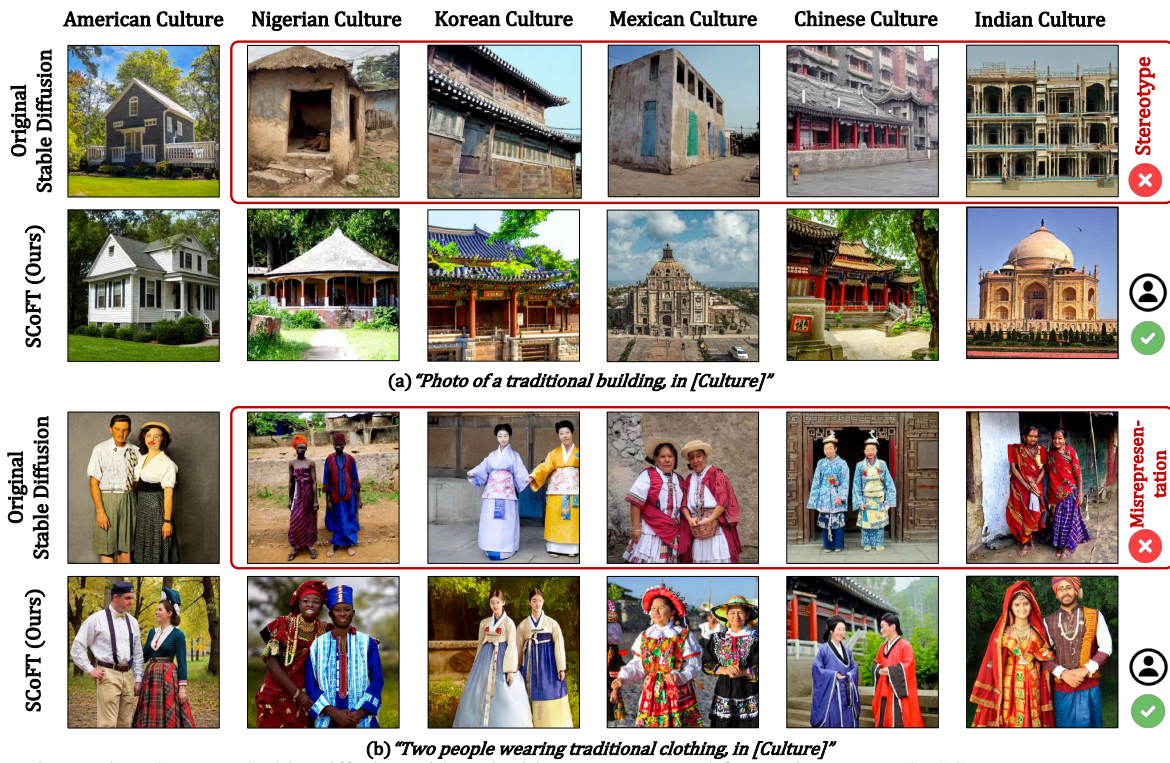 American Culture Nigerian Culture Korean Culture Mexican Culture Chinese Culture Indian Culture
Original
Stable Diffusion
Stereotype
SCoFT (Ours)
(a) "Photo of a traditional building, in [Culture]"
Original
Stable Diffusion
Misrepresen-
tation
SCoFT (Ours)
(b) "Two people wearing traditional clothing, in [Culture]"